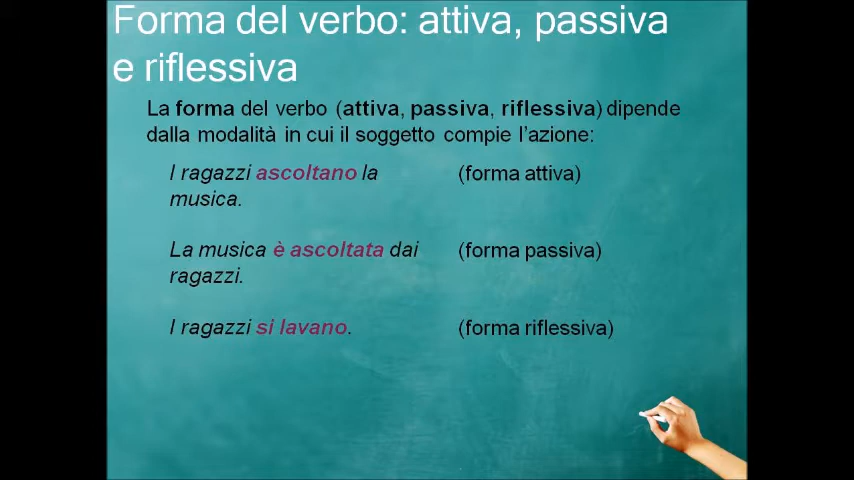 Forma del verbo: attiva, passiva
e riflessiva
La forma del verbo (attiva, passiva, riflessiva) dipende
dalla modalità in cui il soggetto compie l'azione:
I ragazzi ascoltano la (forma attiva)
musica.
La musica è ascoltata dai (forma passiva)
ragazzi.
I ragazzi si lavano. (forma riflessiva)